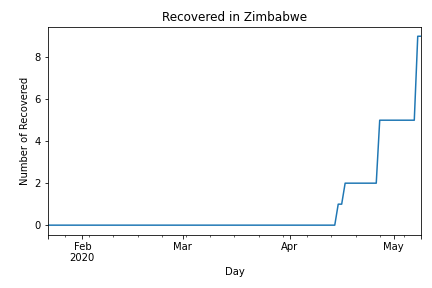 Recovered in Zimbabwe
Number of Recovered
8
6
4
2
0
Feb
2020
Mar
Apr
May
Day